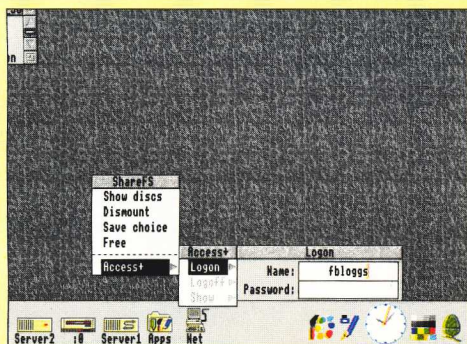 on
ShareFS
Show discs
Dismount
Save choice
Free
Access+
Access+
Logon
Logoff
Show
Logon
Name: fbloggs
Password:
Server2 :0 Server1 Apps Net